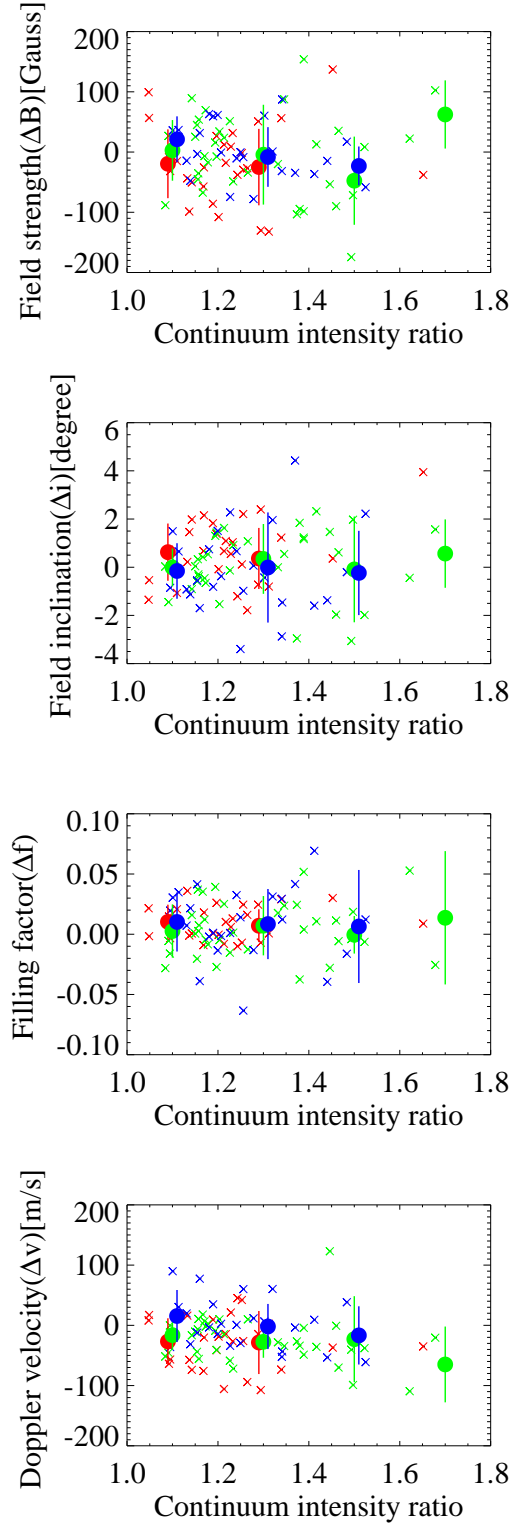 Field strength(ΔB)[Gauss]
200
100
0
-100
-200
1.0 1.2 1.4 1.6 1.8
Continuum intensity ratio
Field inclination(Δi)[degree]
6
4
2
0
-2
-4
1.0 1.2 1.4 1.6 1.8
Continuum intensity ratio
Filling factor(Δf)
0.10
0.05
0.00
-0.05
-0.10
1.0 1.2 1.4 1.6 1.8
Continuum intensity ratio
Doppler velocity(Δv)[m/s]
200
100
0
-100
-200
1.0 1.2 1.4 1.6 1.8
Continuum intensity ratio